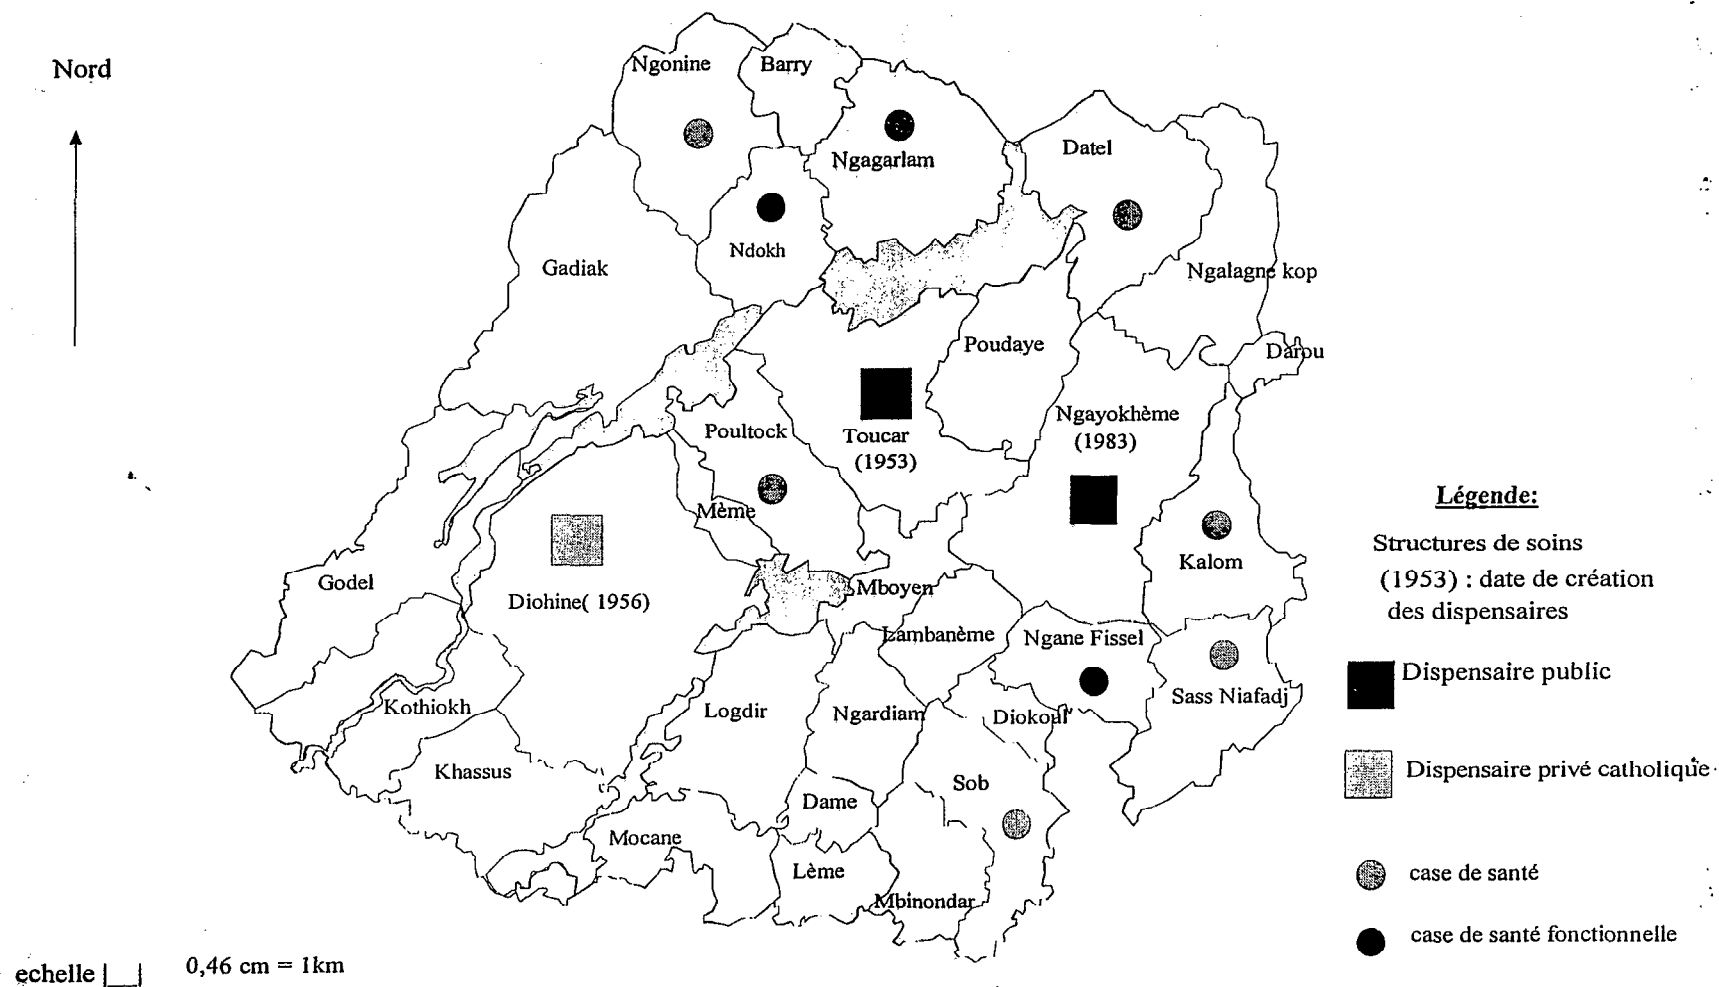 Nord
Ngonine
Barry
Ngagarlam
Datel
Ndokh
Gadiak
Ngalagne kop
Poudaye
Darou
Ngayokhème
(1983)
Poultock
Toucar
(1953)
Mème
Kalom
Godel
Diohine( 1956)
Mboyen
Lambanème
Ngane Fissel
Sass Niafadj
Kothiokh
Logdir
Ngardiam
Diokoul
Khassus
Sob
Dame
Mocane
Lème
Mbinondar
Légende:
Structures de soins
(1953) : date de création
des dispensaires
Dispensaire public
Dispensaire privé catholique
case de santé
case de santé fonctionnelle
echelle 0,46 cm = 1km